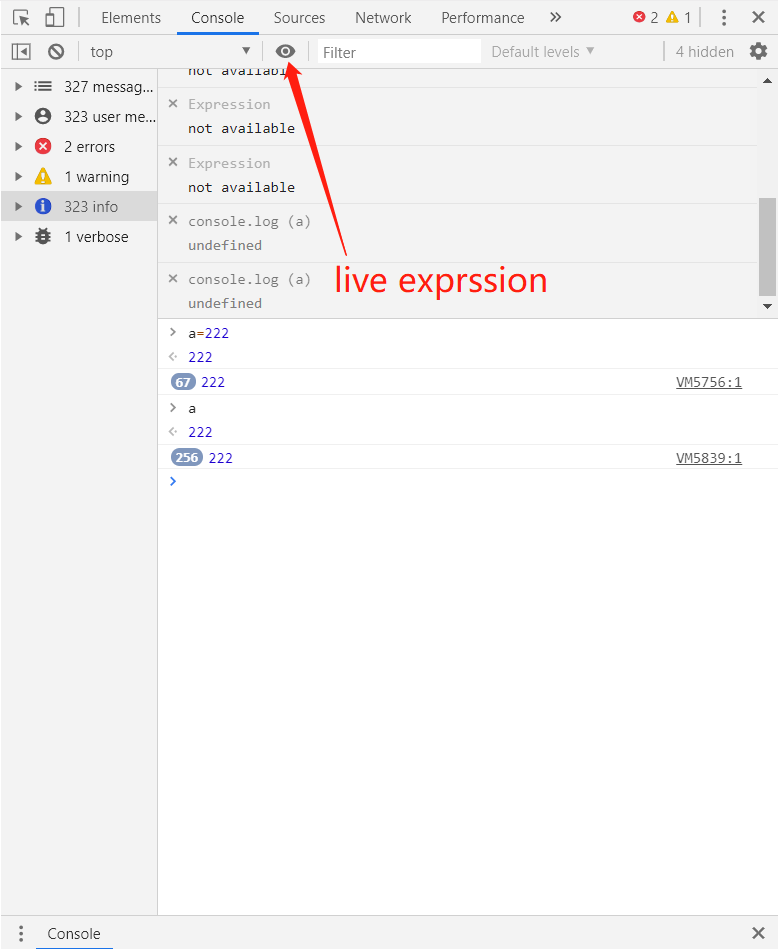 Elements Console Sources Network Performance 2 1
top Filter Default levels 4 hidden
327 messag...
323 user me...
2 errors
1 warning
323 info
1 verbose
not available
Expression
not available
Expression
not available
console.log (a)
undefined
console.log (a)
undefined
live exprssion
a=222
222
67 222 VM5756:1
a
222
256 222 VM5839:1
Console